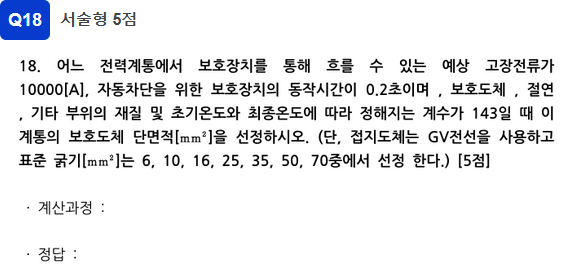 Q18 서술형 5점
18. 어느 전력계통에서 보호장치를 통해 흐를 수 있는 예상 고장전류가
10000[A], 자동차단을 위한 보호장치의 동작시간이 0.2초이며 , 보호도체 , 절연
, 기타 부위의 재질 및 초기온도와 최종온도에 따라 정해지는 계수가 143일 때 이
계통의 보호도체 단면적[㎟]을 선정하시오. (단, 접지도체는 GV전선을 사용하고
표준 굵기[㎟]는 6, 10, 16, 25, 35, 50, 70중에서 선정 한다.) [5점]
· 계산과정 :
· 정답 :